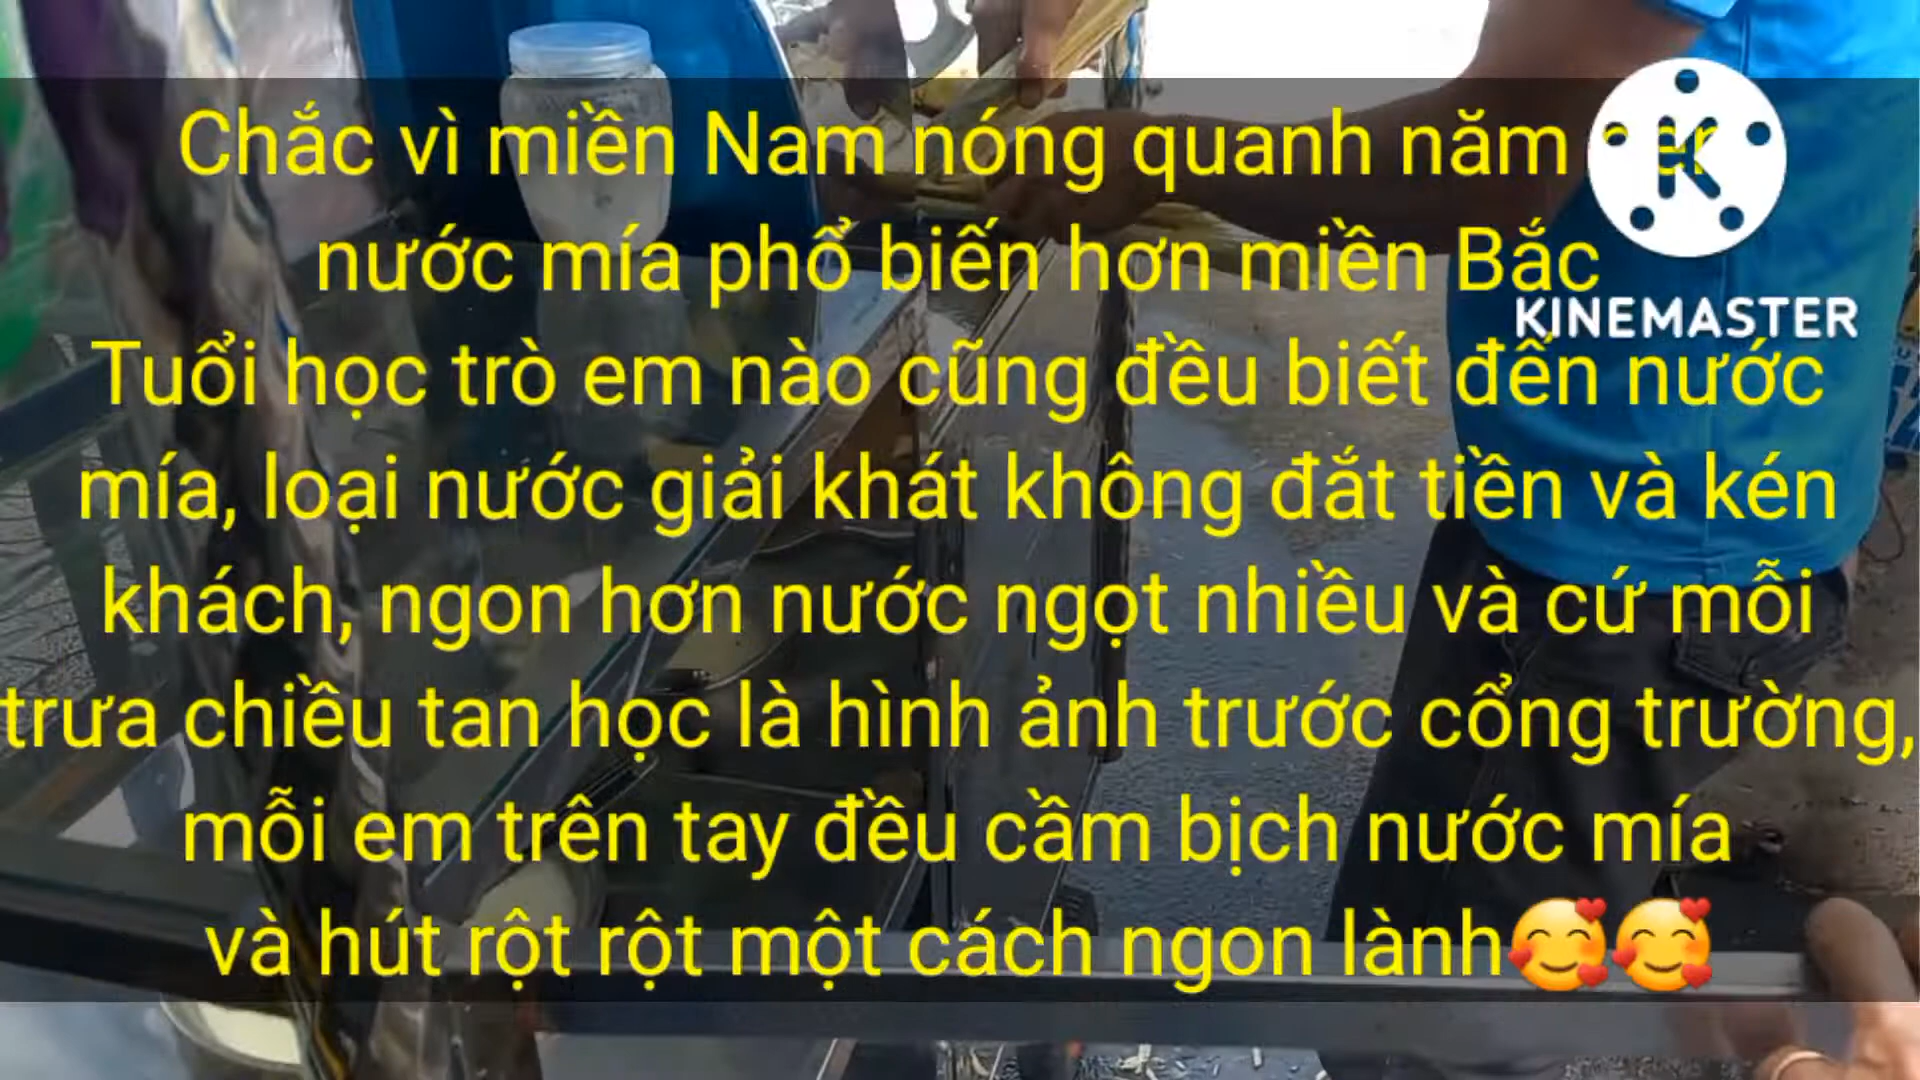 Chắc vì miền Nam nóng quanh năm
nước mía phổ biến hơn miền Bắc
KINEMASTER
Tuổi học trò em nào cũng đều biết đến nước
mía, loại nước giải khát không đắt tiền và kén
khách, ngon hơn nước ngọt nhiều và cứ mỗi
trưa chiều tan học là hình ảnh trước cổng trường,
mỗi em trên tay đều cầm bịch nước mía
và hút rột rột một cách ngon lành🥰🥰